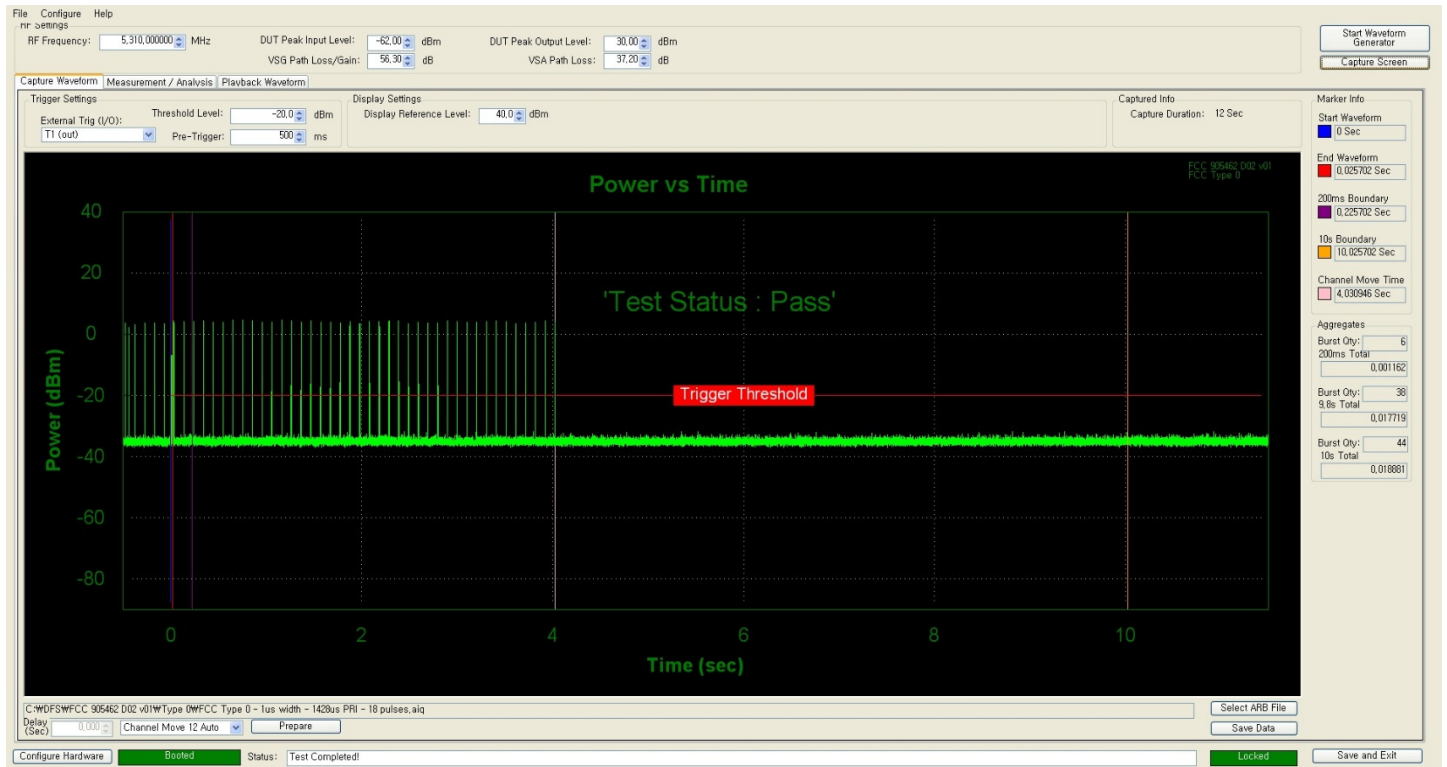 File Configure Help
RF Settings
RF Frequency: 5,310,000000 MHz DUT Peak Input Level: -62,00 dBm DUT Peak Output Level: 30,00 dBm
VSG Path Loss/Gain: 56,30 dB VSA Path Loss: 37,20 dB
Start Waveform Generator
Capture Screen
Capture Waveform Measurement / Analysis Playback Waveform
Trigger Settings
External Trig (I/O): Threshold Level: -20,0 dBm
T1 (out) Pre-Trigger: 500 ms
Display Settings
Display Reference Level: 40,0 dBm
Captured Info
Capture Duration: 12 Sec
Marker Info
Start Waveform
0 Sec
End Waveform
0,025702 Sec
200ms Boundary
0,225702 Sec
10s Boundary
10,025702 Sec
Channel Move Time
4,030946 Sec
Aggregates
Burst Qty: 6
200ms Total
0,001162
Burst Qty: 38
9,8s Total
0,017719
Burst Qty: 44
10s Total
0,018881
FCC 905462 D02 v01
FCC Type 0
Power vs Time
'Test Status : Pass'
Trigger Threshold
Power (dBm)
40
20
0
-20
-40
-60
-80
0 2 4 6 8 10
Time (sec)
C:₩DFS₩FCC 905462 D02 v01₩Type 0₩FCC Type 0 - 1us width - 1428us PRI - 18 pulses,aiq
Select ARB File
Delay (Sec) 0,000 Channel Move 12 Auto Prepare
Save Data
Configure Hardware Booted Status: Test Completed! Locked Save and Exit